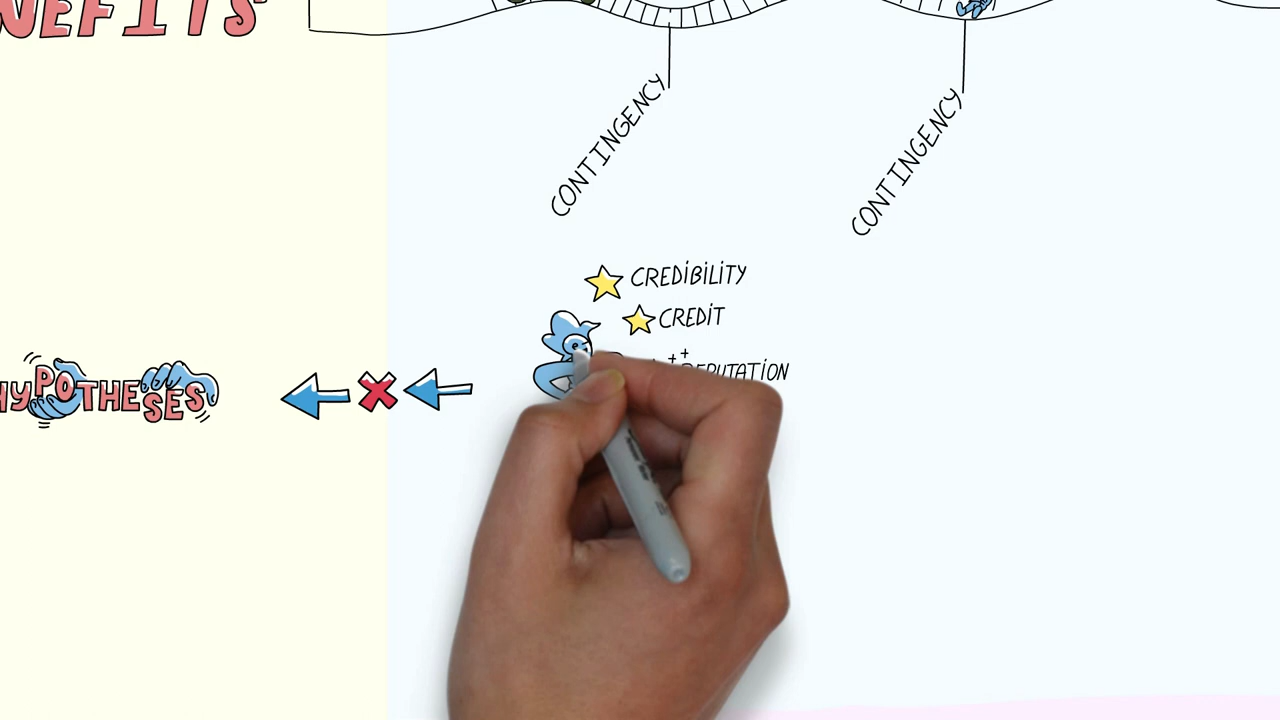 NEFITS
CONTINGENCY
CONTINGENCY
CREDIBILITY
CREDIT
REPUTATION
HYPOTHESES